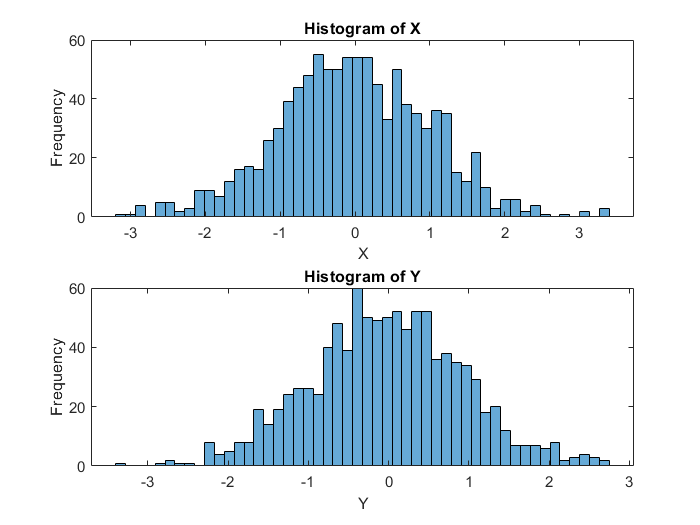 Histogram of X
60
40
20
0
Frequency
-3 -2 -1 0 1 2 3
X
Histogram of Y
60
40
20
0
Frequency
-3 -2 -1 0 1 2 3
Y